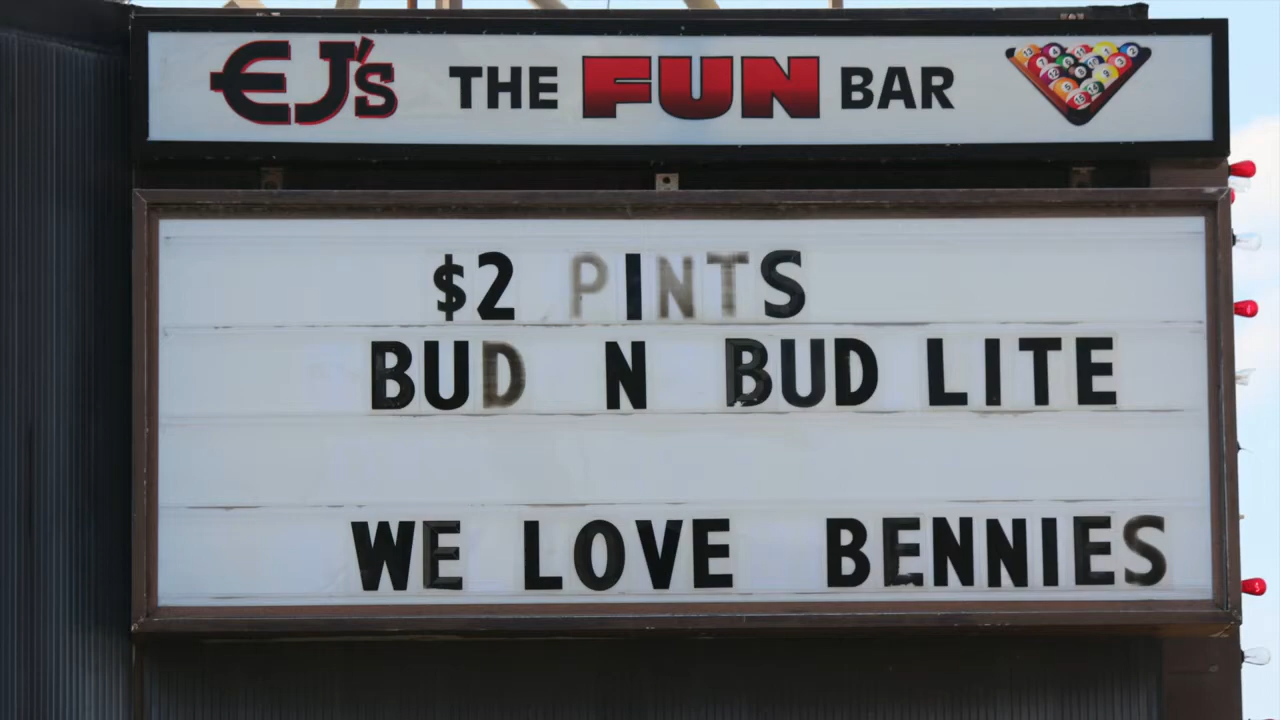 EJ's THE FUN BAR
$2 PINTS
BUD N BUD LITE
WE LOVE BENNIES